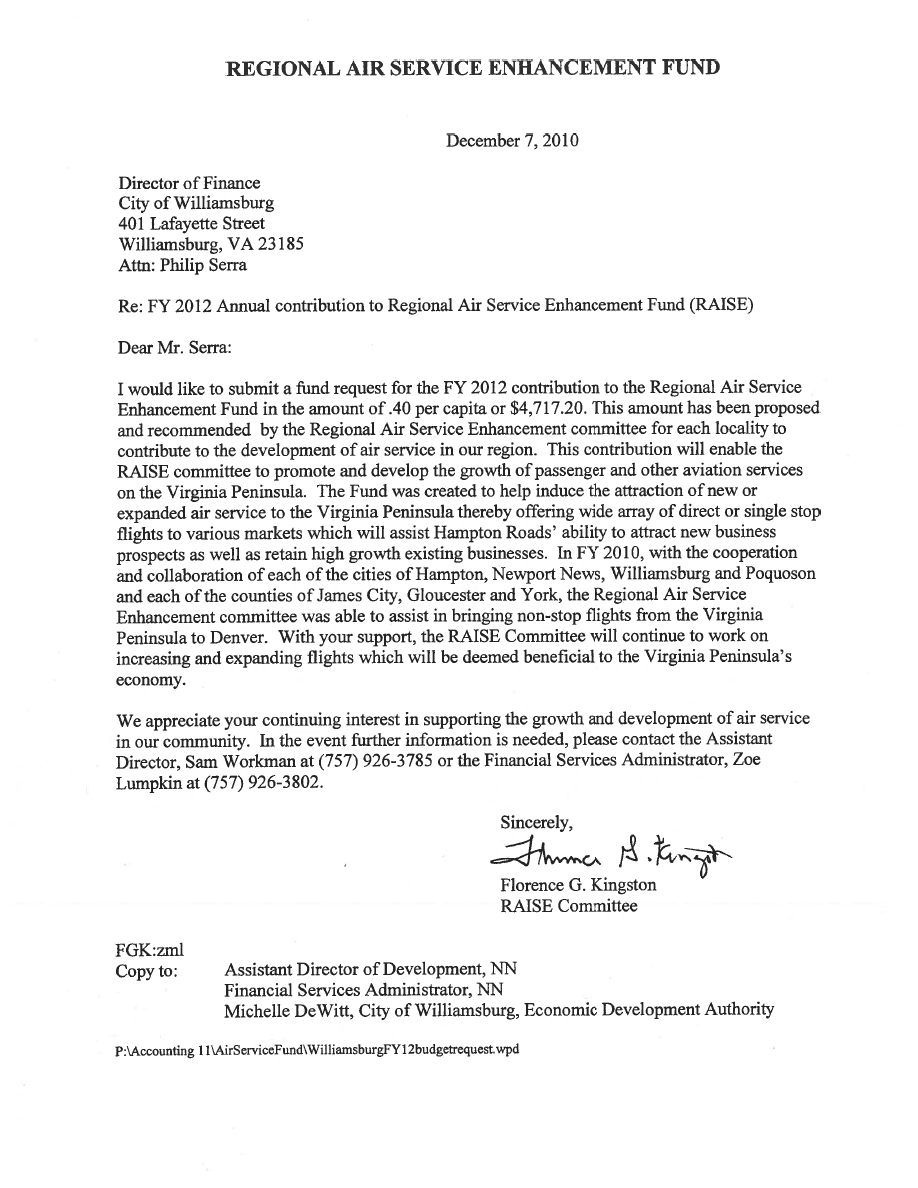 REGIONAL AIR SERVICE ENHANCEMENT FUND
December 7, 2010
Director of Finance
City of Williamsburg
401 Lafayette Street
Williamsburg, VA 23185
Attn: Philip Serra
Re: FY 2012 Annual contribution to Regional Air Service Enhancement Fund (RAISE)
Dear Mr. Serra:
I would like to submit a fund request for the FY 2012 contribution to the Regional Air Service
Enhancement Fund in the amount of .40 per capita or $4,717.20. This amount has been proposed
and recommended by the Regional Air Service Enhancement committee for each locality to
contribute to the development of air service in our region. This contribution will enable the
RAISE committee to promote and develop the growth of passenger and other aviation services
on the Virginia Peninsula. The Fund was created to help induce the attraction of new or
expanded air service to the Virginia Peninsula thereby offering wide array of direct or single stop
flights to various markets which will assist Hampton Roads' ability to attract new business
prospects as well as retain high growth existing businesses. In FY 2010, with the cooperation
and collaboration of each of the cities of Hampton, Newport News, Williamsburg and Poquoson
and each of the counties of James City, Gloucester and York, the Regional Air Service
Enhancement committee was able to assist in bringing non-stop flights from the Virginia
Peninsula to Denver. With your support, the RAISE Committee will continue to work on
increasing and expanding flights which will be deemed beneficial to the Virginia Peninsula's
economy.
We appreciate your continuing interest in supporting the growth and development of air service
in our community. In the event further information is needed, please contact the Assistant
Director, Sam Workman at (757) 926-3785 or the Financial Services Administrator, Zoe
Lumpkin at (757) 926-3802.
Sincerely,
Florence G. Kingston
Florence G. Kingston
RAISE Committee
FGK:zml
Copy to: Assistant Director of Development, NN
Financial Services Administrator, NN
Michelle DeWitt, City of Williamsburg, Economic Development Authority
P:\Accounting 11\AirServiceFund\WilliamsburgFY12budgetrequest.wpd